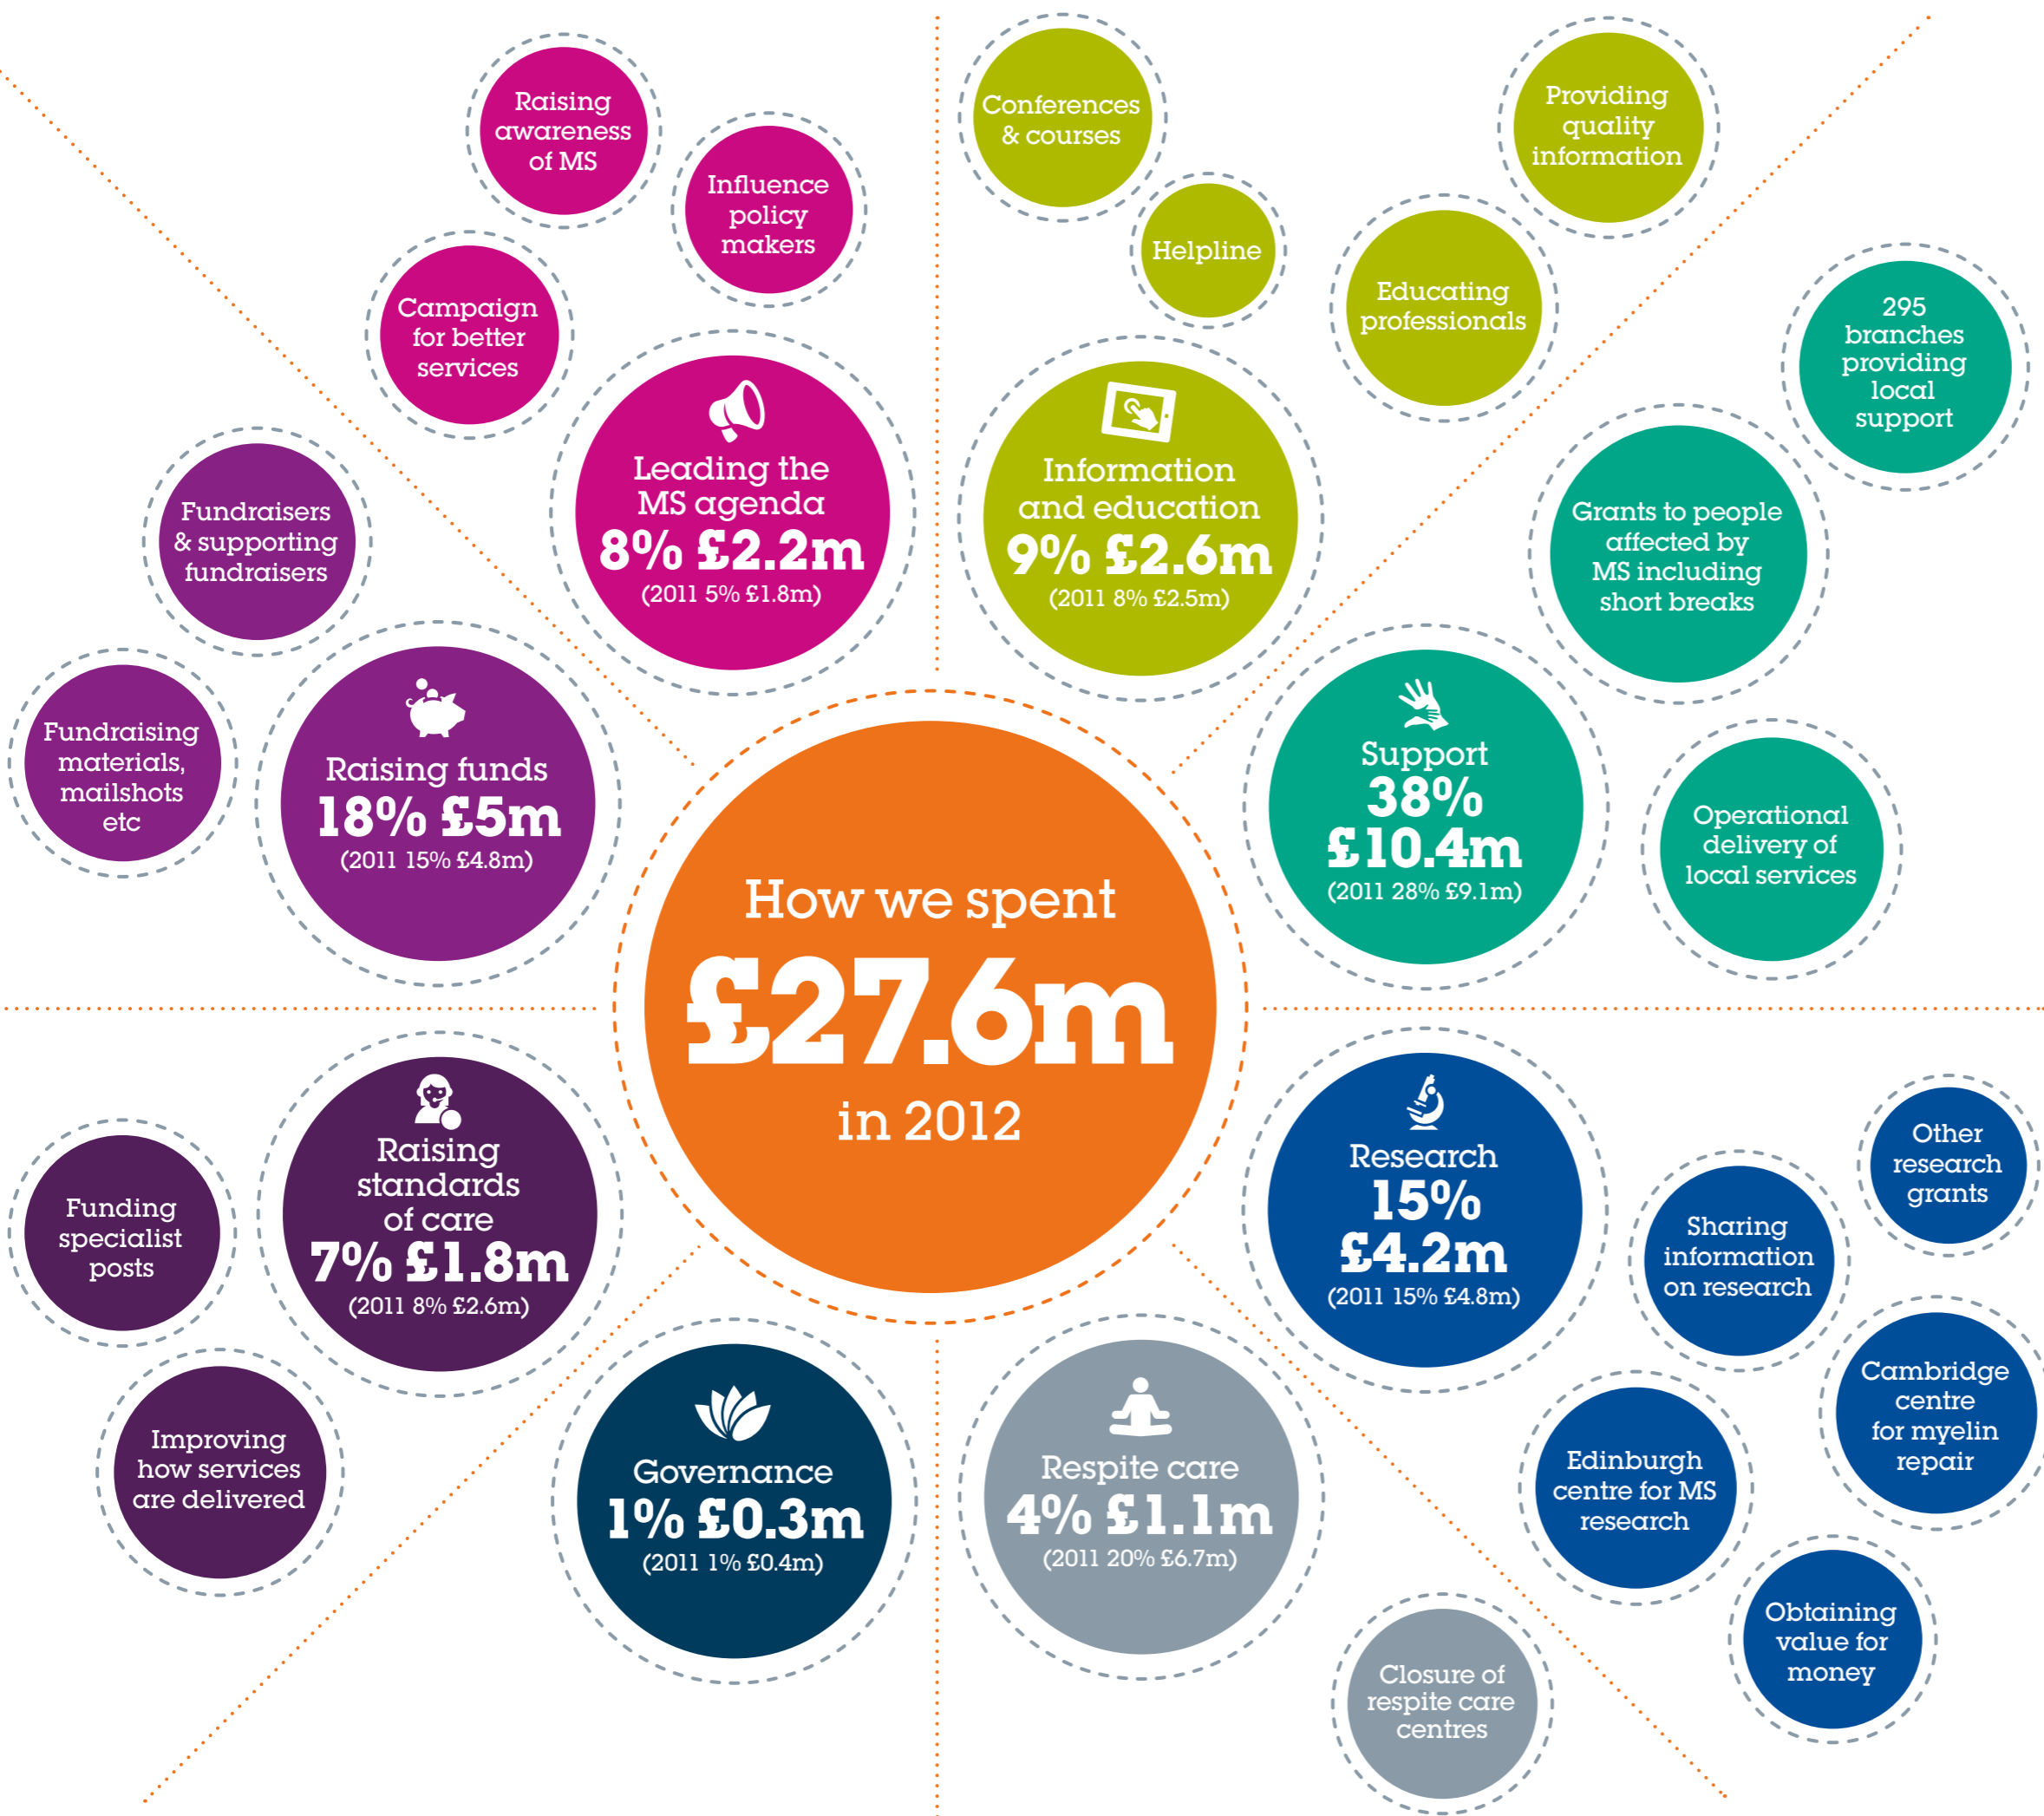 How we spent
£27.6m
in 2012
Raising
awareness
of MS
Influence
policy
makers
Campaign
for better
services
Leading the
MS agenda
8% £2.2m
(2011 5% £1.8m)
Conferences
& courses
Helpline
Educating
professionals
Providing
quality
information
Information
and education
9% £2.6m
(2011 8% £2.5m)
295
branches
providing
local
support
Grants to people
affected by
MS including
short breaks
Operational
delivery of
local services
Support
38%
£10.4m
(2011 28% £9.1m)
Research
15%
£4.2m
(2011 15% £4.8m)
Other
research
grants
Sharing
information
on research
Cambridge
centre
for myelin
repair
Edinburgh
centre for MS
research
Obtaining
value for
money
Respite care
4% £1.1m
(2011 20% £6.7m)
Closure of
respite care
centres
Governance
1% £0.3m
(2011 1% £0.4m)
Raising
standards
of care
7% £1.8m
(2011 8% £2.6m)
Funding
specialist
posts
Improving
how services
are delivered
Raising funds
18% £5m
(2011 15% £4.8m)
Fundraisers
& supporting
fundraisers
Fundraising
materials,
mailshots
etc